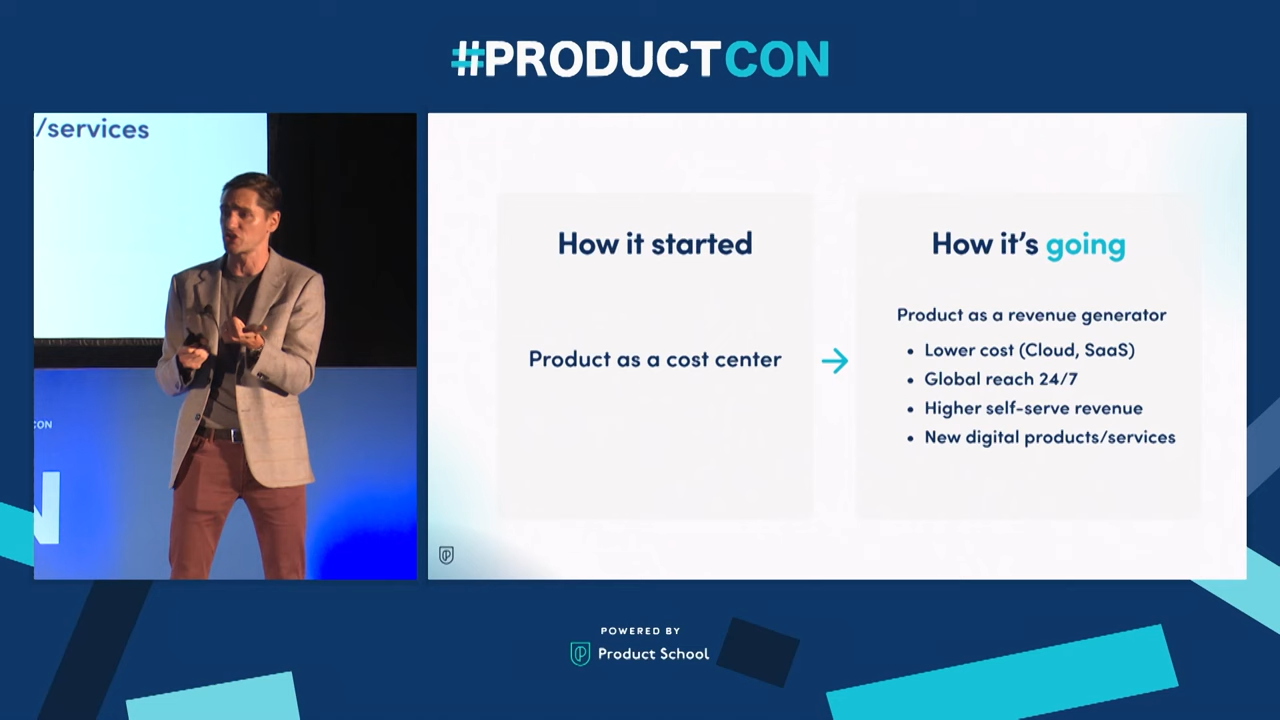 #PRODUCTCON
/services
CON
N
How it started
Product as a cost center
→
How it's going
Product as a revenue generator
• Lower cost (Cloud, SaaS)
• Global reach 24/7
• Higher self-serve revenue
• New digital products/services
POWERED BY
Product School